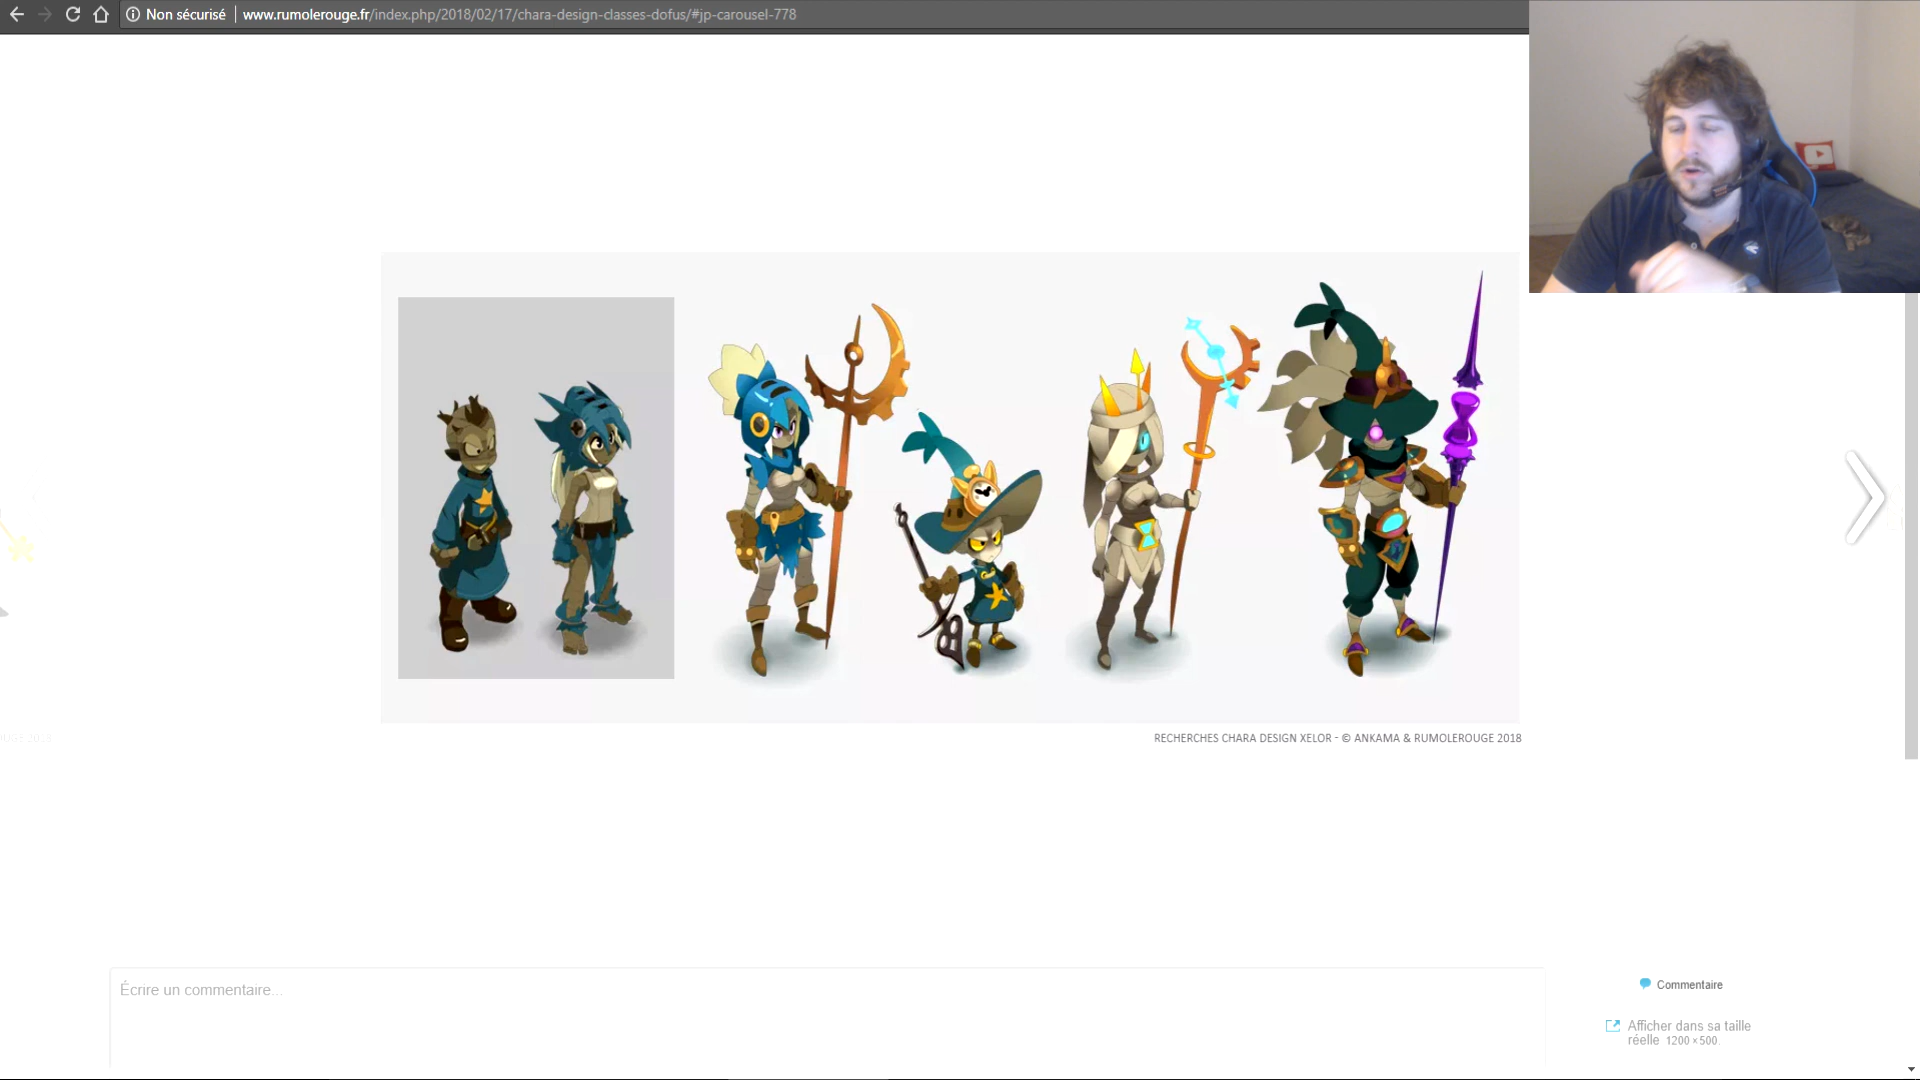 Non sécurisé
www.rumolerouge.fr/index.php/2018/02/17/chara-design-classes-dofus/#jp-carousel-778
RECHERCHES CHARA DESIGN XELOR - © ANKAMA & RUMOLEROUGE 2018
Écrire un commentaire...
Commentaire
Afficher dans sa taille
réelle 1200 × 500.